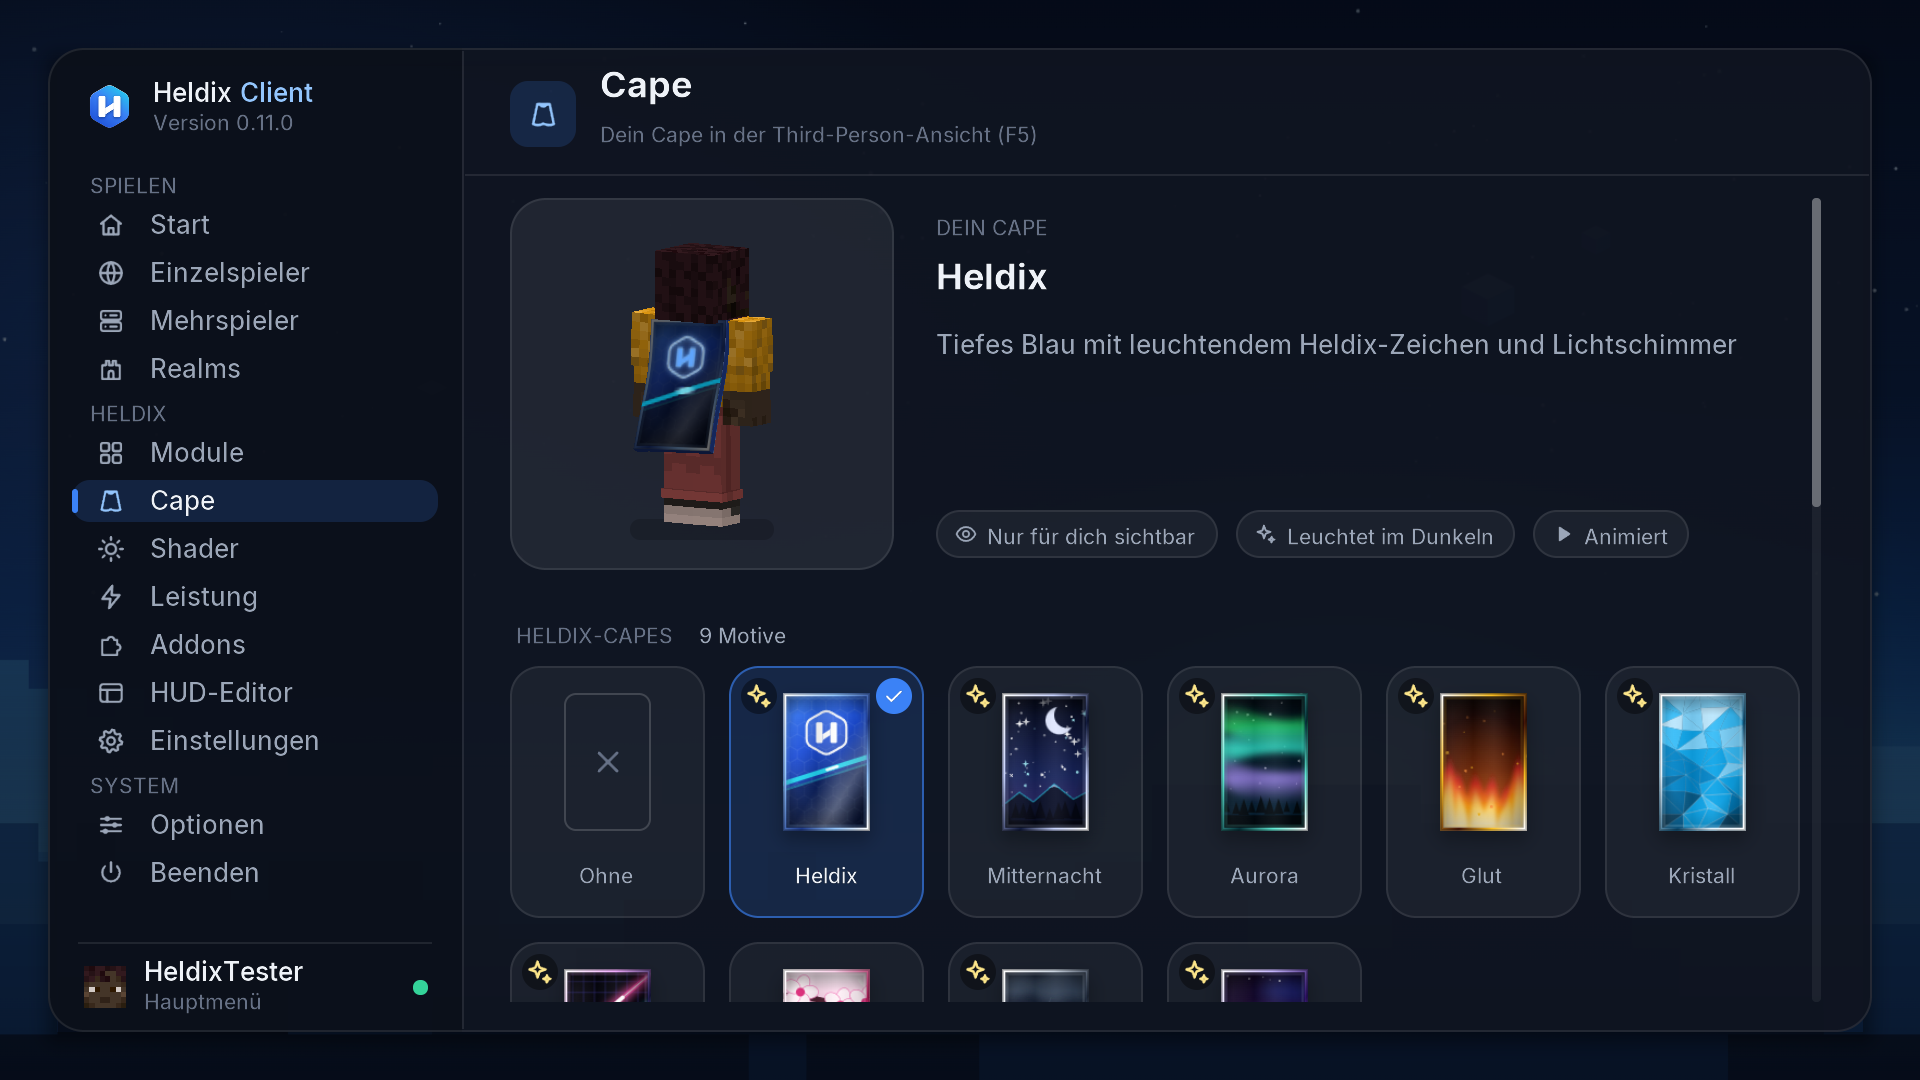 Heldix Client
Version 0.11.0
SPIELEN
Start
Einzelspieler
Mehrspieler
Realms
HELDIX
Module
Cape
Shader
Leistung
Addons
HUD-Editor
Einstellungen
SYSTEM
Optionen
Beenden
HeldixTester
Hauptmenü
Cape
Dein Cape in der Third-Person-Ansicht (F5)
DEIN CAPE
Heldix
Tiefes Blau mit leuchtendem Heldix-Zeichen und Lichtschimmer
Nur für dich sichtbar
Leuchtet im Dunkeln
Animiert
HELDIX-CAPES 9 Motive
Ohne
Heldix
Mitternacht
Aurora
Glut
Kristall